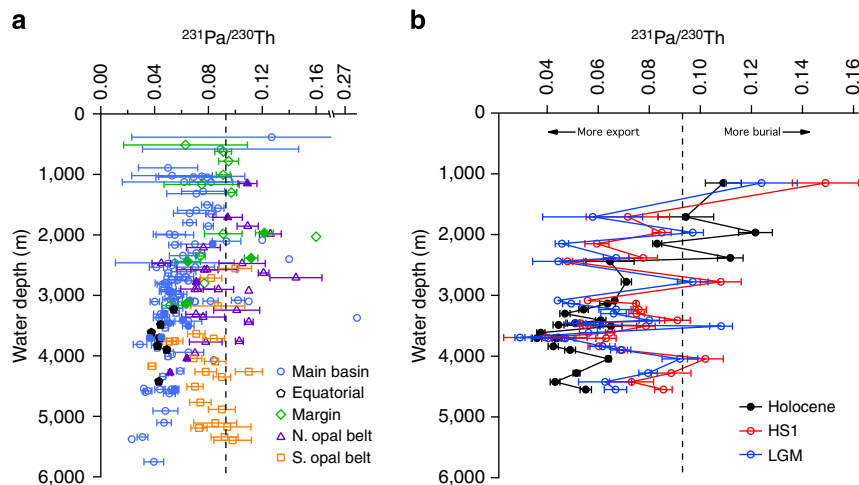 a
231Pa/230Th
0.00
0.04
0.08
0.12
0.16
0.27
0
1,000
2,000
3,000
4,000
5,000
6,000
Water depth (m)
Main basin
Equatorial
Margin
N. opal belt
S. opal belt
b
231Pa/230Th
0.04
0.06
0.08
0.10
0.12
0.14
0.16
0
1,000
2,000
3,000
4,000
5,000
6,000
Water depth (m)
More export
More burial
Holocene
HS1
LGM